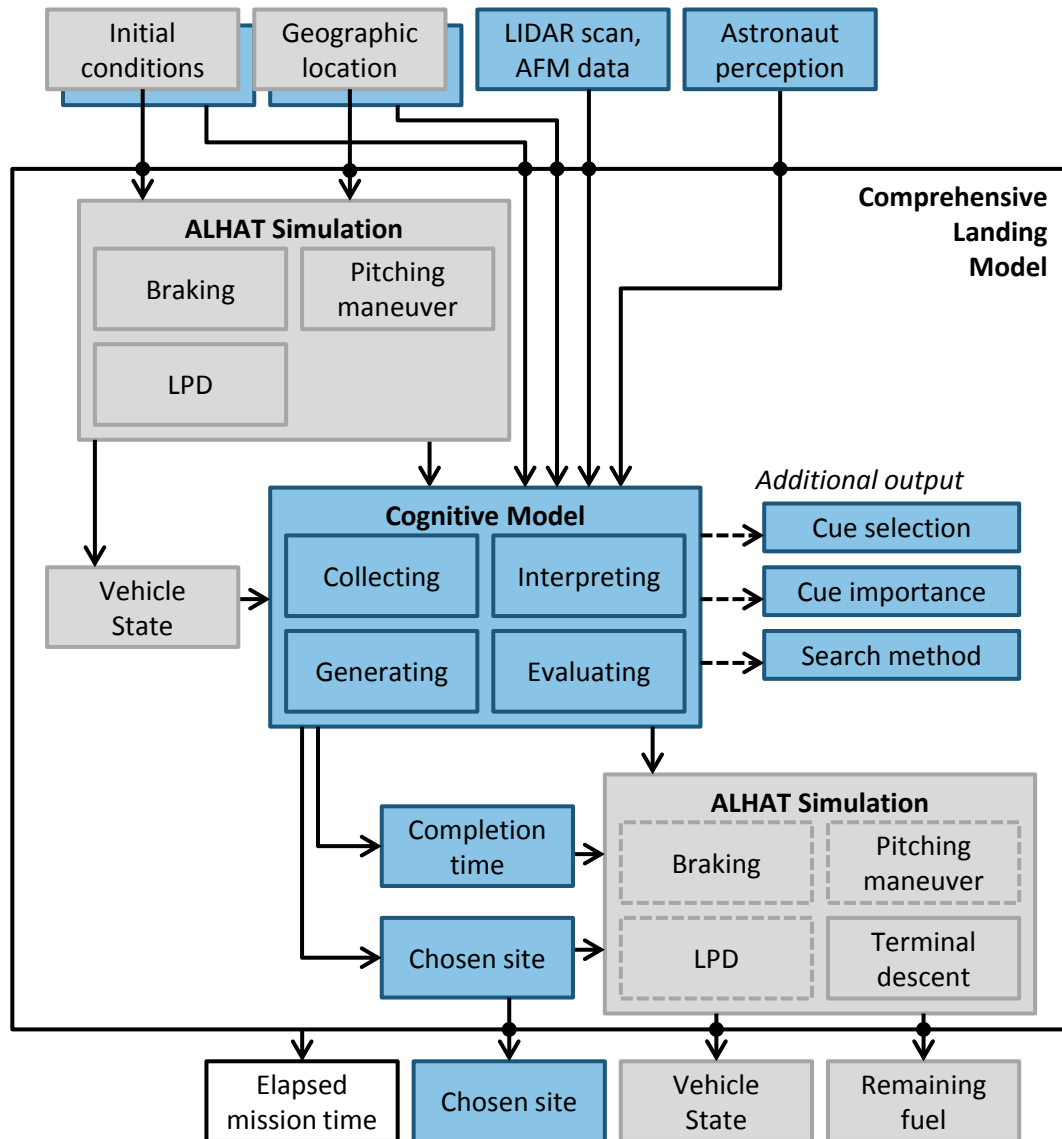 Initial
conditions
Geographic
location
LIDAR scan,
AFM data
Astronaut
perception
Comprehensive
Landing
Model
ALHAT Simulation
Braking
Pitching
maneuver
LPD
Additional output
Cognitive Model
Cue selection
Collecting
Interpreting
Vehicle
State
Cue importance
Generating
Evaluating
Search method
ALHAT Simulation
Completion
time
Braking
Pitching
maneuver
Chosen site
LPD
Terminal
descent
Elapsed
mission time
Chosen site
Vehicle
State
Remaining
fuel